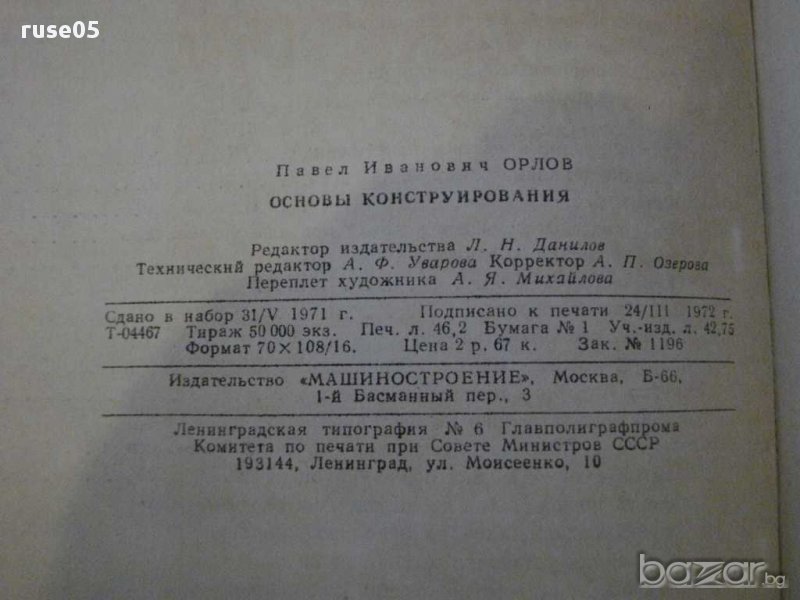 ruse05
Павел Иванович ОРЛОВ
ОСНОВЫ КОНСТРУИРОВАНИЯ
Редактор издательства Л. Н. Данилов
Технический редактор А. Ф. Уварова Корректор А. П. Озерова
Переплет художника А. Я. Михайлова
Сдано в набор 31/V 1971 г. Подписано к печати 24/III 1972 г.
Т-04467 Тираж 50 000 экз. Печ. л. 46,2 Бумага № 1 Уч.-изд. л. 42,75
Формат 70×108/16. Цена 2 р. 67 к. Зак. № 1196
Издательство «МАШИНОСТРОЕНИЕ», Москва, Б-66,
1-й Басманный пер., 3
Ленинградская типография № 6 Главполиграфпрома
Комитета по печати при Совете Министров СССР
193144, Ленинград, ул. Моисеенко, 10
bazar.bg